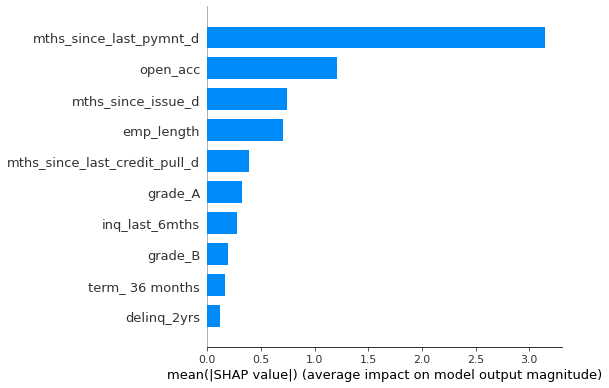 mths_since_last_pymnt_d
open_acc
mths_since_issue_d
emp_length
mths_since_last_credit_pull_d
grade_A
inq_last_6mths
grade_B
term_ 36 months
delinq_2yrs
0.0 0.5 1.0 1.5 2.0 2.5 3.0
mean(|SHAP value|) (average impact on model output magnitude)